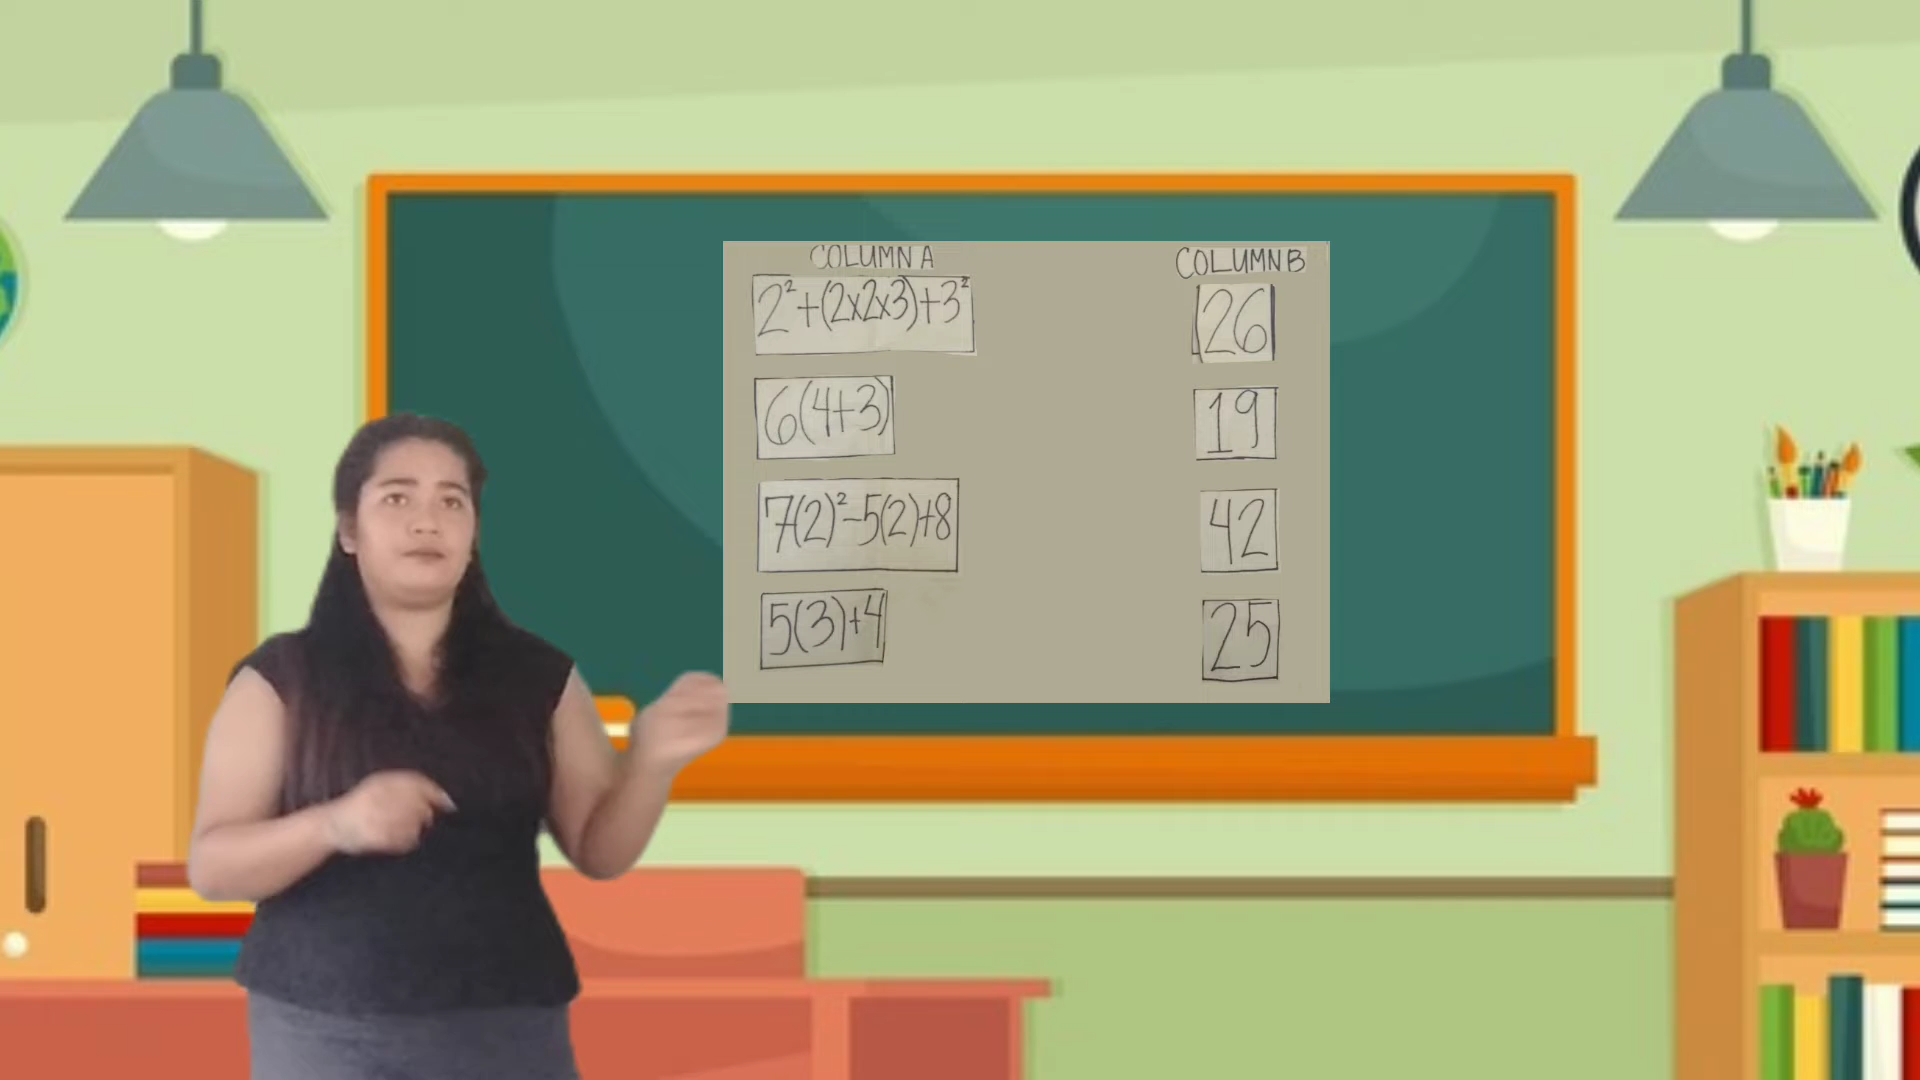 COLUMN A COLUMN B
2²+(2x2x3)+3² 26
6(4+3) 19
7(2)²-5(2)+8 42
5(3)+4 25